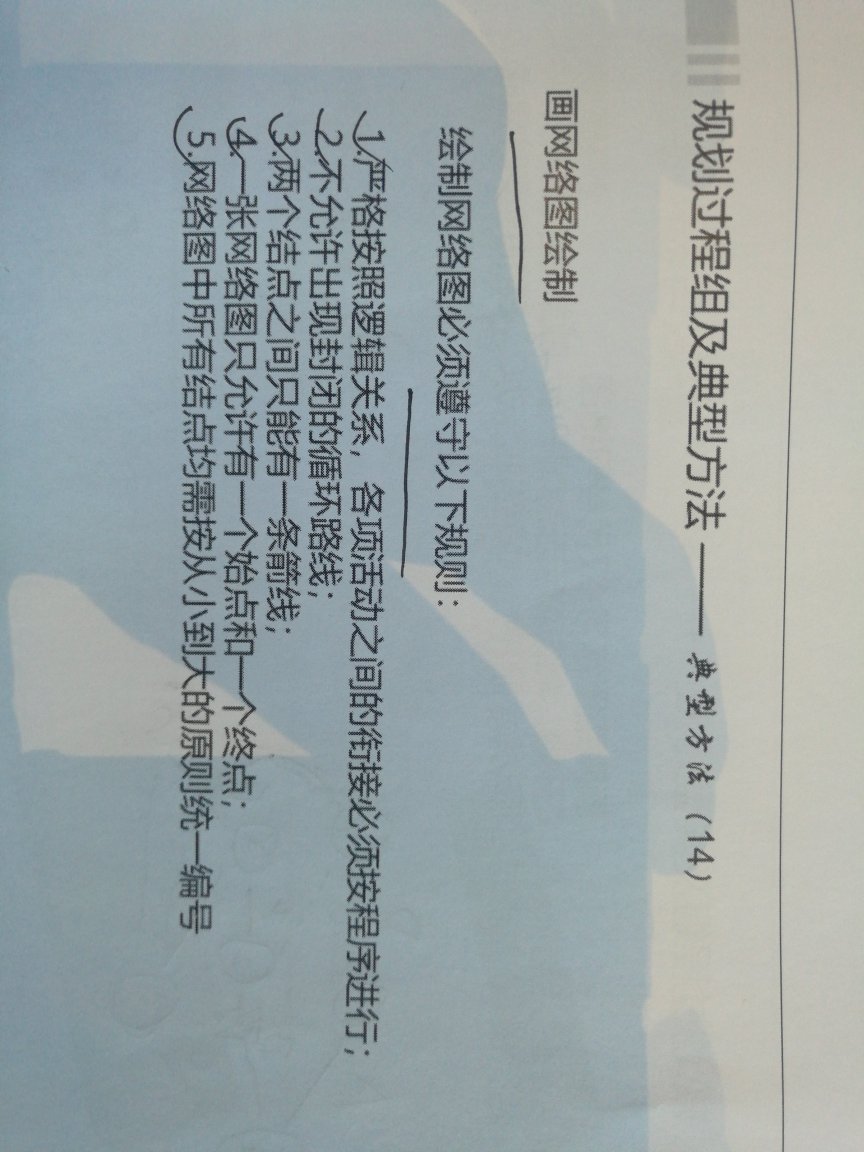 规划过程组及典型方法 —— 典型方法（14）
画网络图绘制
绘制网络图必须遵守以下规则：
1.严格按照逻辑关系，各项活动之间的衔接必须按程序进行；
2.不允许出现封闭的循环路线；
3.两个结点之间只能有一条箭线；
4.一张网络图只允许有一个始点和一个终点；
5.网络图中所有结点均需按从小到大的原则统一编号